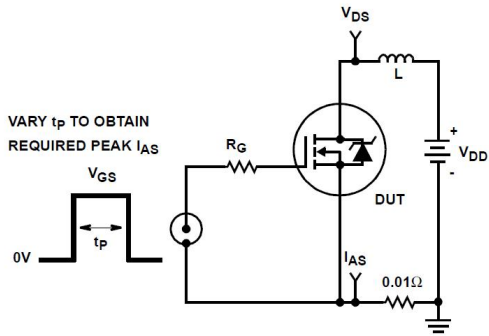 VDS
L
VARY tP TO OBTAIN
REQUIRED PEAK IAS
RG
+
VDD
-
VGS
DUT
tP
0V
IAS
0.01Ω